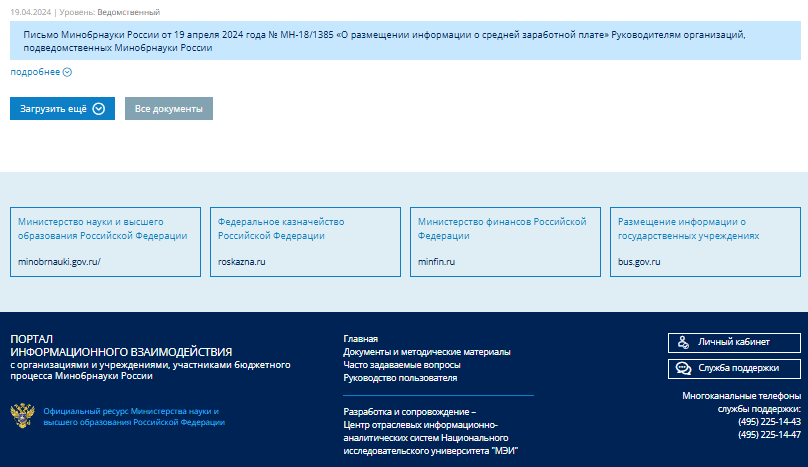 19.04.2024 | Уровень: Ведомственный
Письмо Минобрнауки России от 19 апреля 2024 года № МН-18/1385 «О размещении информации о средней заработной плате» Руководителям организаций,
подведомственных Минобрнауки России
подробнее
Загрузить ещё
Все документы
Министерство науки и высшего
образования Российской Федерации
minobrnauki.gov.ru/
Федеральное казначейство
Российской Федерации
roskazna.ru
Министерство финансов Российской
Федерации
minfin.ru
Размещение информации о
государственных учреждениях
bus.gov.ru
ПОРТАЛ
ИНФОРМАЦИОННОГО ВЗАИМОДЕЙСТВИЯ
с организациями и учреждениями, участниками бюджетного
процесса Минобрнауки России
Официальный ресурс Министерства науки и
высшего образования Российской Федерации
Главная
Документы и методические материалы
Часто задаваемые вопросы
Руководство пользователя
Разработка и сопровождение –
Центр отраслевых информационно-
аналитических систем Национального
исследовательского университета "МЭИ"
Личный кабинет
Служба поддержки
Многоканальные телефоны
службы поддержки:
(495) 225-14-43
(495) 225-14-47